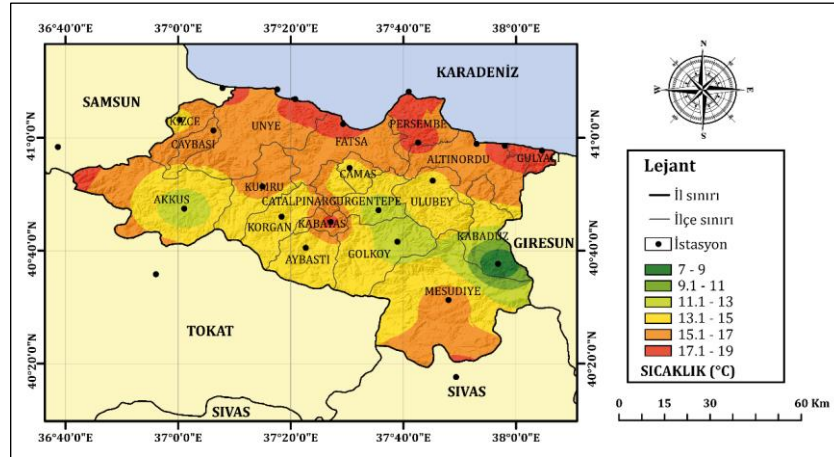 36°40'0"E 37°0'0"E 37°20'0"E 37°40'0"E 38°0'0"E
KARADENİZ
SAMSUN
N
W E
S
41°0'0"N
41°0'0"N
İKİZCE
ÇAYBAŞI
ÜNYE
FATSA
PERŞEMBE
ALTINORDU
GÜLYALI
ÇAMAŞ
KUMRU
AKKUŞ
ÇATALPINAR
GÜRGENTEPE
ULUBEY
KORGAN
KABATAŞ
KABADÜZ
GİRESUN
40°40'0"N
40°40'0"N
AYBASTI
GÖLKÖY
MESUDİYE
TOKAT
40°20'0"N
40°20'0"N
SİVAS
SİVAS
36°40'0"E 37°0'0"E 37°20'0"E 37°40'0"E 38°0'0"E
Lejant
İl sınırı
İlçe sınırı
İstasyon
7 - 9
9.1 - 11
11.1 - 13
13.1 - 15
15.1 - 17
17.1 - 19
SICAKLIK (°C)
0 15 30 60 Km